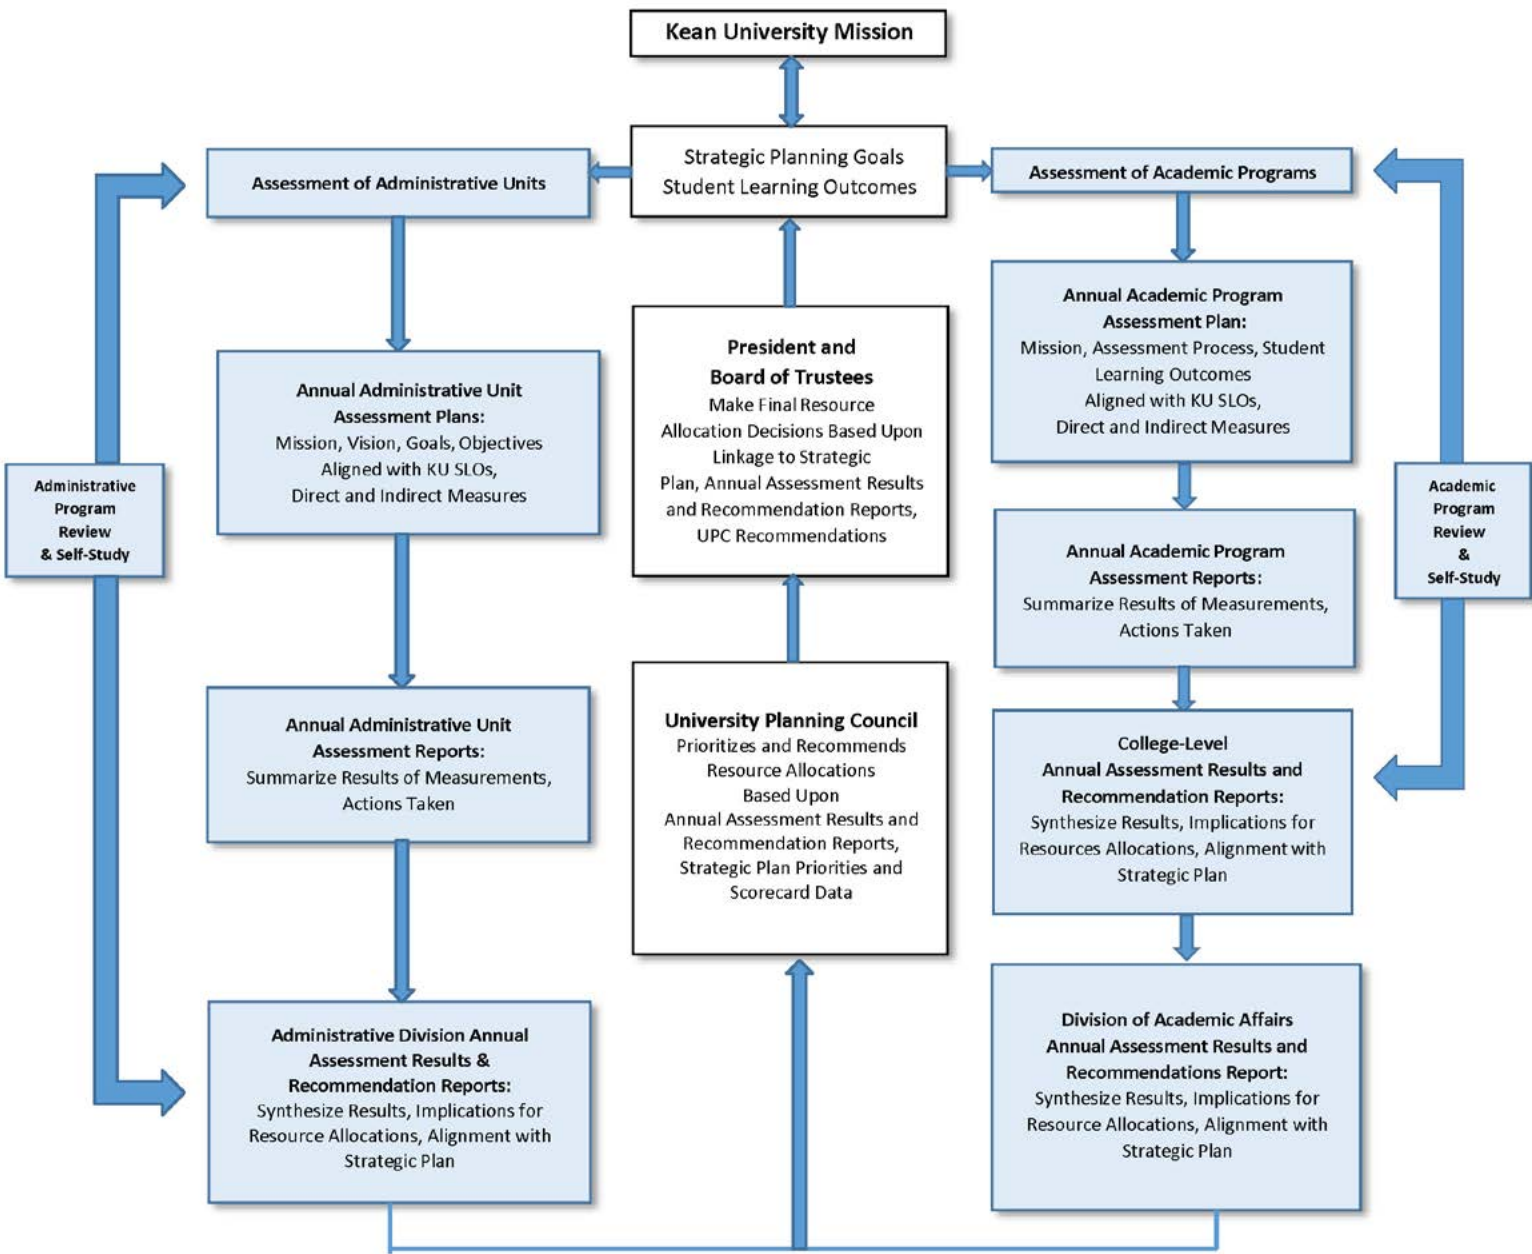 Kean University Mission
Strategic Planning Goals
Student Learning Outcomes
Assessment of Administrative Units
Annual Administrative Unit
Assessment Plans:
Mission, Vision, Goals, Objectives
Aligned with KU SLOs,
Direct and Indirect Measures
Administrative
Program
Review
& Self-Study
Annual Administrative Unit
Assessment Reports:
Summarize Results of Measurements,
Actions Taken
Administrative Division Annual
Assessment Results &
Recommendation Reports:
Synthesize Results, Implications for
Resource Allocations, Alignment with
Strategic Plan
President and
Board of Trustees
Make Final Resource
Allocation Decisions Based Upon
Linkage to Strategic
Plan, Annual Assessment Results
and Recommendation Reports,
UPC Recommendations
University Planning Council
Prioritizes and Recommends
Resource Allocations
Based Upon
Annual Assessment Results and
Recommendation Reports,
Strategic Plan Priorities and
Scorecard Data
Assessment of Academic Programs
Annual Academic Program
Assessment Plan:
Mission, Assessment Process, Student
Learning Outcomes
Aligned with KU SLOs,
Direct and Indirect Measures
Annual Academic Program
Assessment Reports:
Summarize Results of Measurements,
Actions Taken
College-Level
Annual Assessment Results and
Recommendation Reports:
Synthesize Results, Implications for
Resources Allocations, Alignment with
Strategic Plan
Division of Academic Affairs
Annual Assessment Results and
Recommendations Report:
Synthesize Results, Implications for
Resource Allocations, Alignment with
Strategic Plan
Academic
Program
Review
&
Self-Study